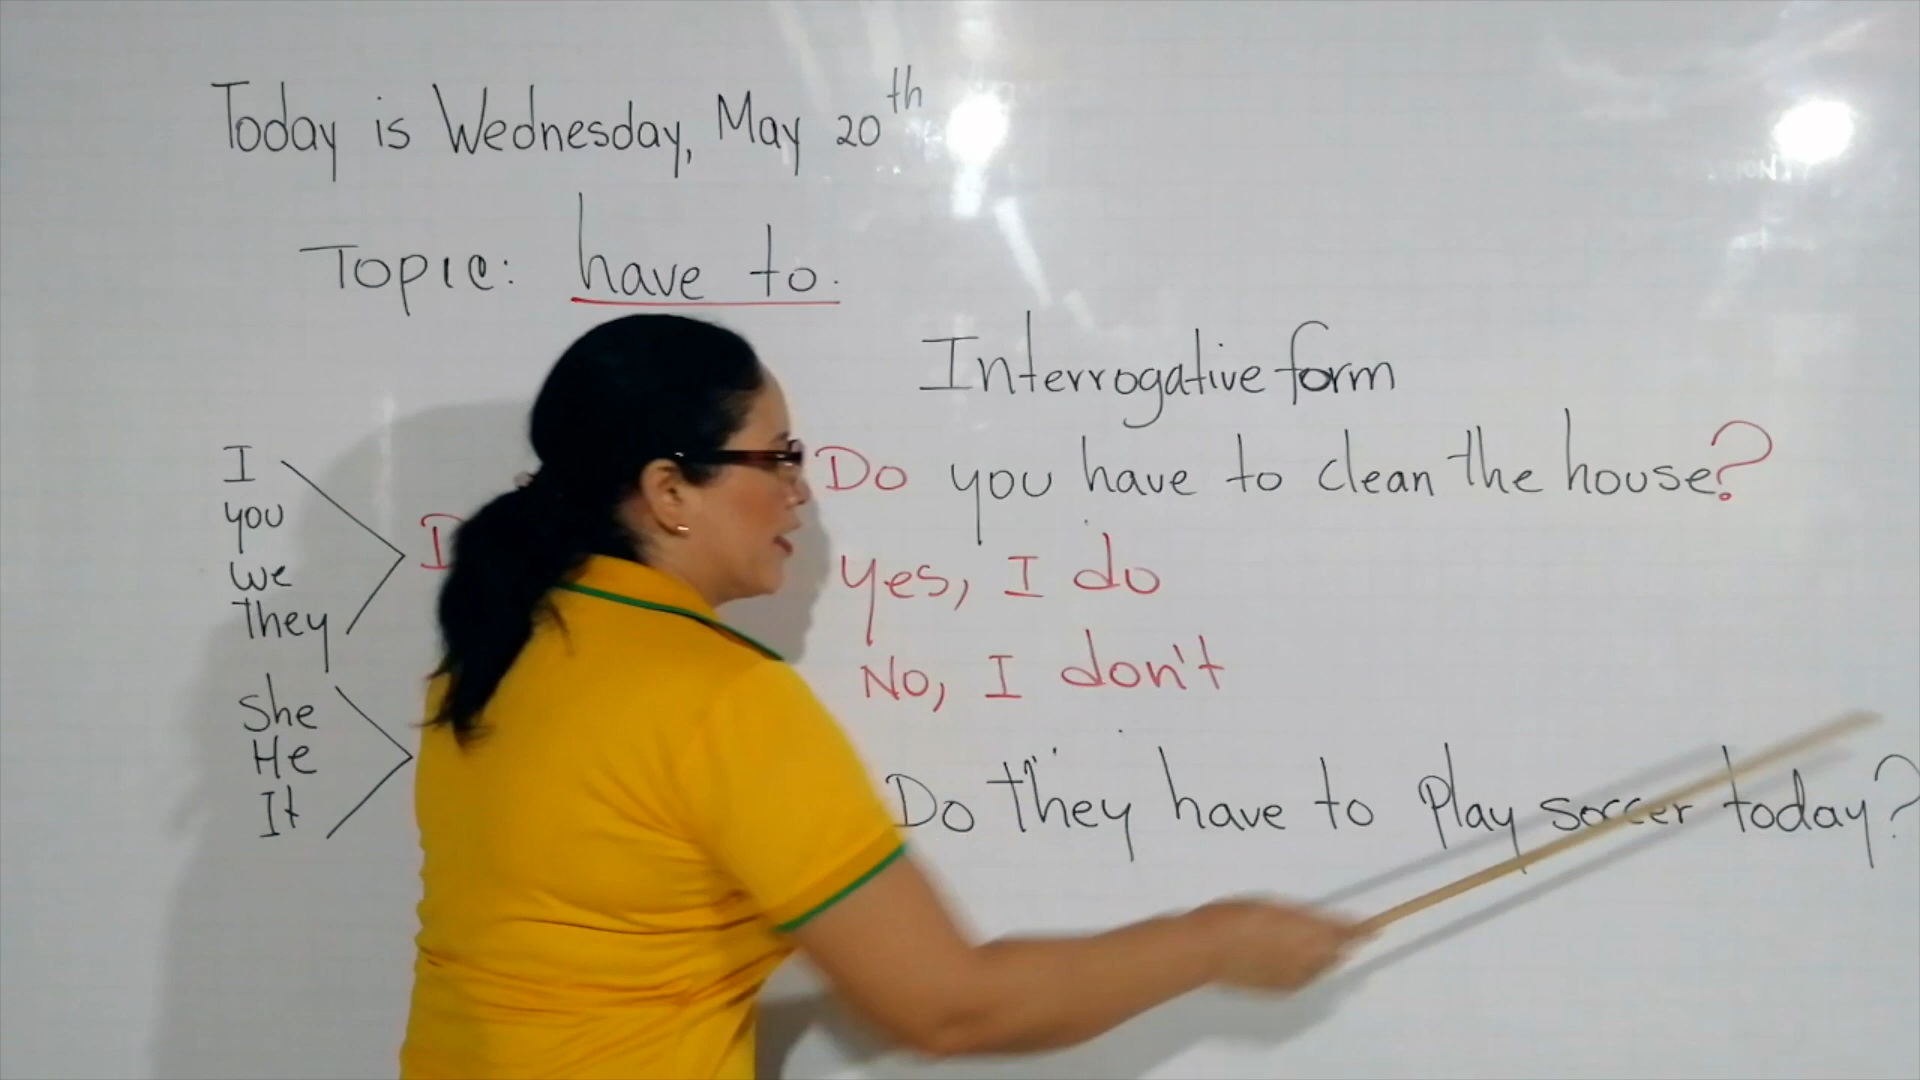 Today is Wednesday, May 20th
Topic: have to.
Interrogative form
I
you
we
They
She
He
It
Do you have to clean the house?
Yes, I do
No, I don't
Do they have to play soccer today?